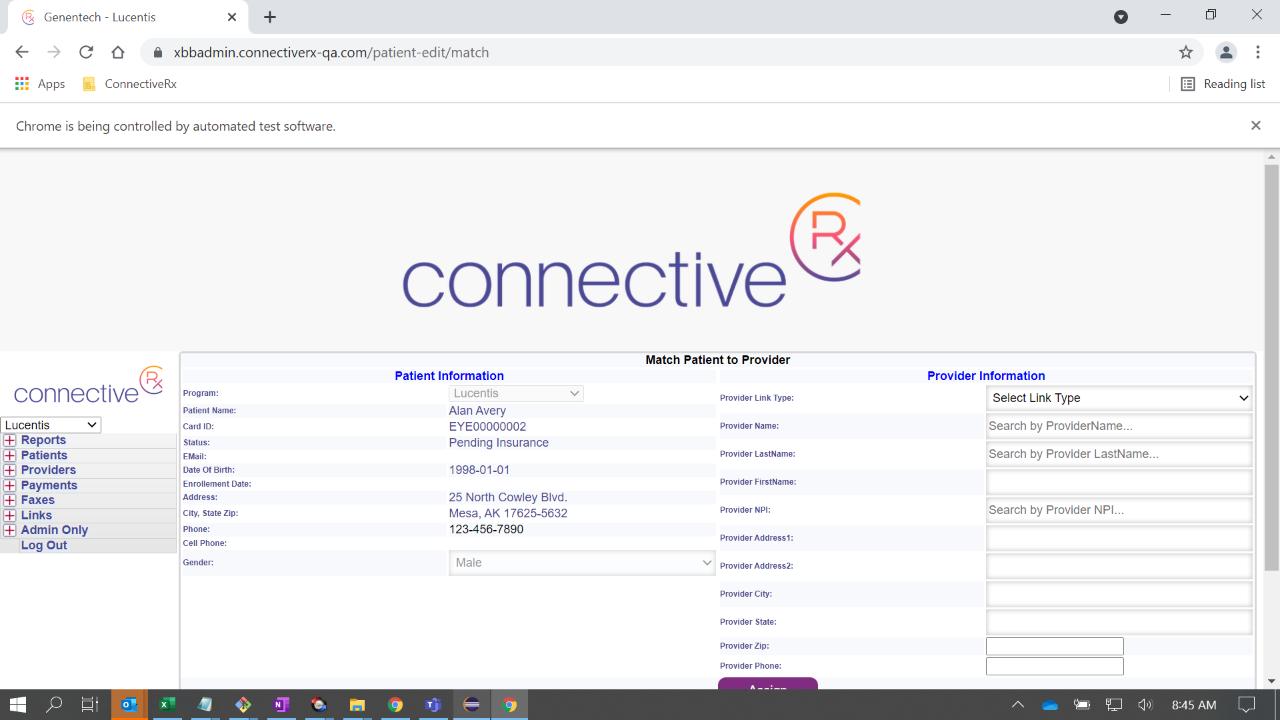 Genentech - Lucentis
xbbadmin.connectiverx-qa.com/patient-edit/match
Apps
ConnectiveRx
Reading list
Chrome is being controlled by automated test software.
connective Rx
connective Rx
Lucentis
Reports
Patients
Providers
Payments
Faxes
Links
Admin Only
Log Out
Match Patient to Provider
Patient Information
Program: Lucentis
Patient Name: Alan Avery
Card ID: EYE00000002
Status: Pending Insurance
EMail:
Date Of Birth: 1998-01-01
Enrollment Date:
Address: 25 North Cowley Blvd.
City, State Zip: Mesa, AK 17625-5632
Phone: 123-456-7890
Cell Phone:
Gender: Male
Provider Information
Provider Link Type: Select Link Type
Provider Name: Search by ProviderName...
Provider LastName: Search by Provider LastName...
Provider FirstName:
Provider NPI: Search by Provider NPI...
Provider Address1:
Provider Address2:
Provider City:
Provider State:
Provider Zip:
Provider Phone:
Assign
8:45 AM